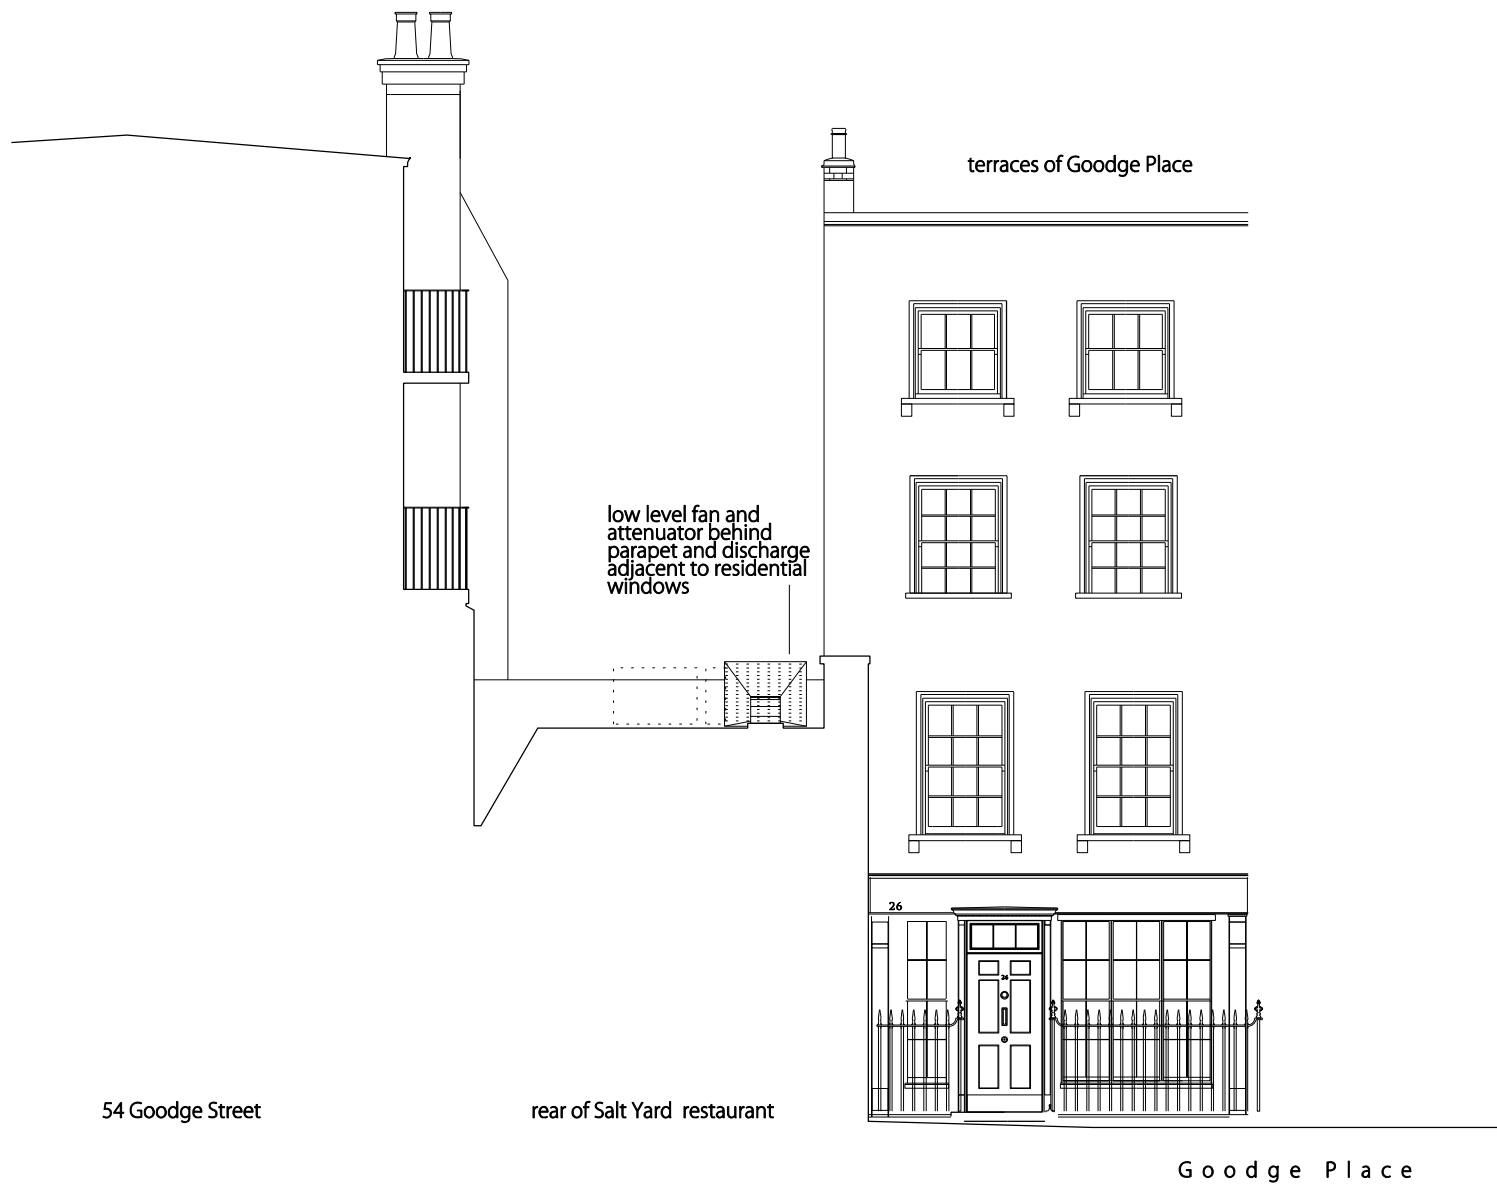 terraces of Goodge Place
low level fan and
attenuator behind
parapet and discharge
adjacent to residential
windows
26
26
54 Goodge Street
rear of Salt Yard restaurant
Goodge Place